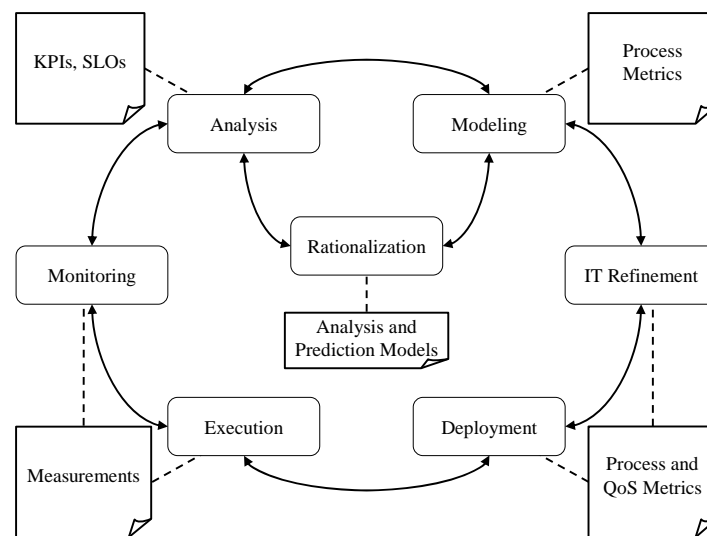 KPIs, SLOs
Process
Metrics
Analysis
Modeling
Rationalization
Monitoring
IT Refinement
Analysis and
Prediction Models
Execution
Deployment
Measurements
Process and
QoS Metrics